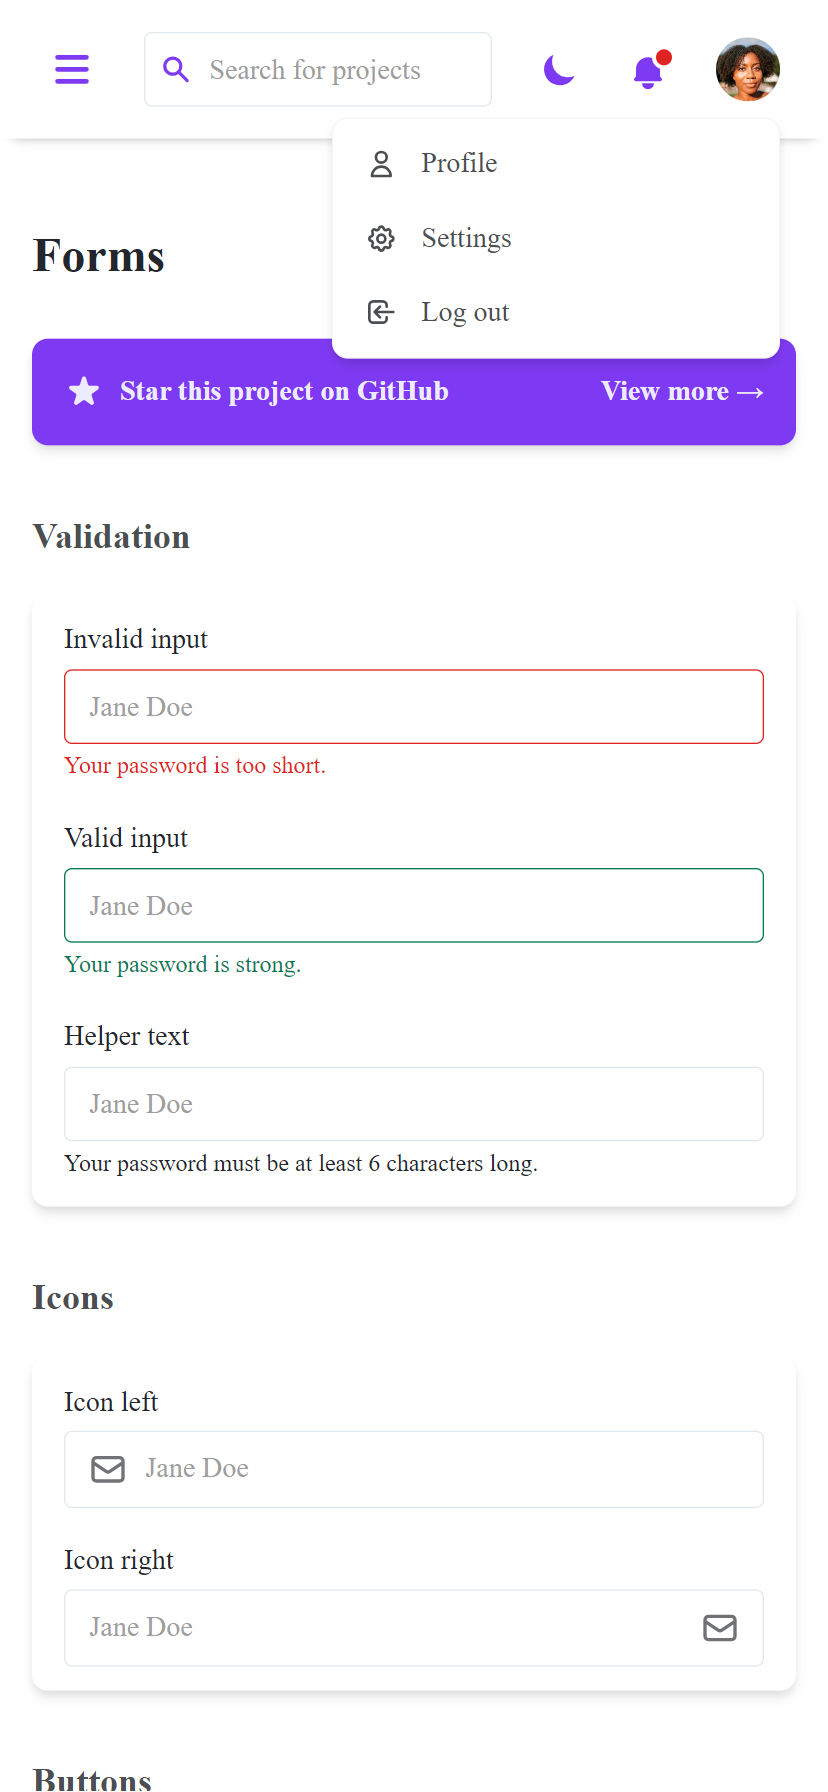 Search for projects
Profile
Settings
Log out
Forms
Star this project on GitHub
View more →
Validation
Invalid input
Jane Doe
Your password is too short.
Valid input
Jane Doe
Your password is strong.
Helper text
Jane Doe
Your password must be at least 6 characters long.
Icons
Icon left
Jane Doe
Icon right
Jane Doe
Buttons